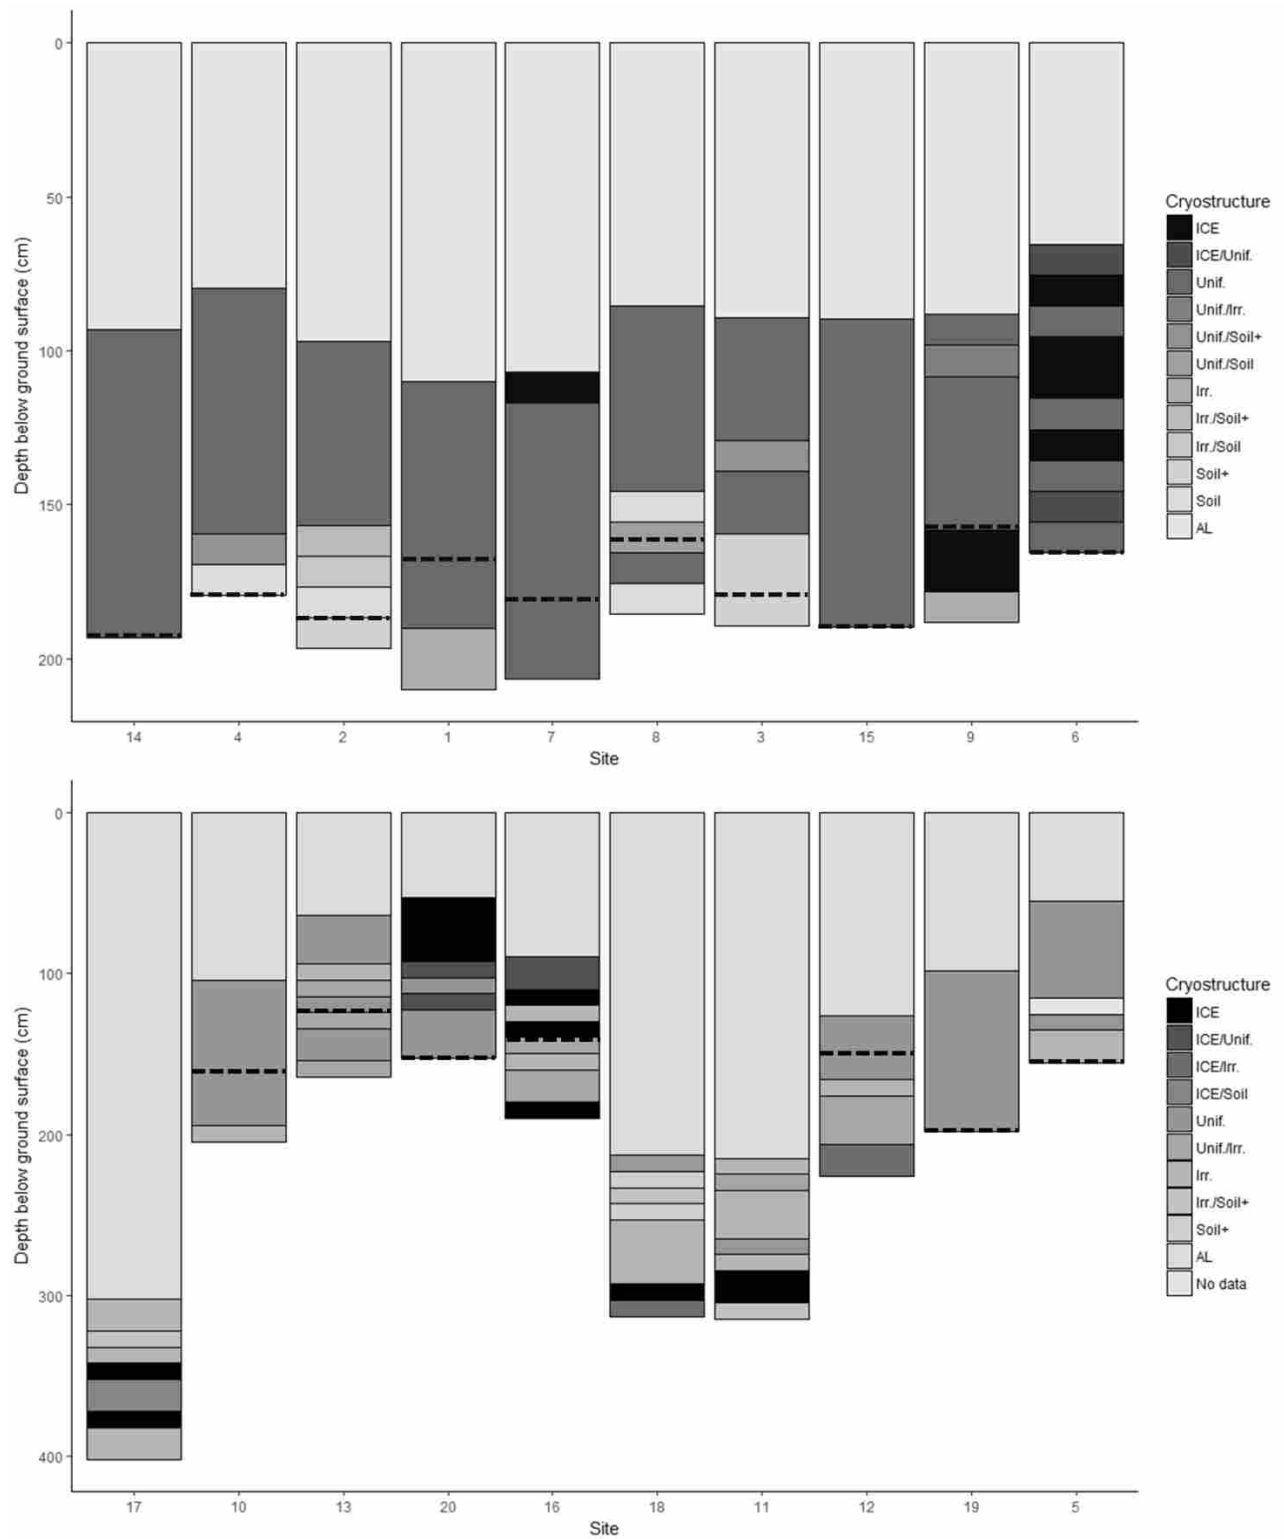 0
50
100
150
200
Depth below ground surface (cm)
14 4 2 1 7 8 3 15 9 6
Site
Cryostructure
ICE
ICE/Unif.
Unif.
Unif./Irr.
Unif./Soil+
Unif./Soil
Irr.
Irr./Soil+
Irr./Soil
Soil+
Soil
AL
0
100
200
300
400
Depth below ground surface (cm)
17 10 13 20 16 18 11 12 19 5
Site
Cryostructure
ICE
ICE/Unif.
ICE/Irr.
ICE/Soil
Unif.
Unif./Irr.
Irr.
Irr./Soil+
Soil+
AL
No data